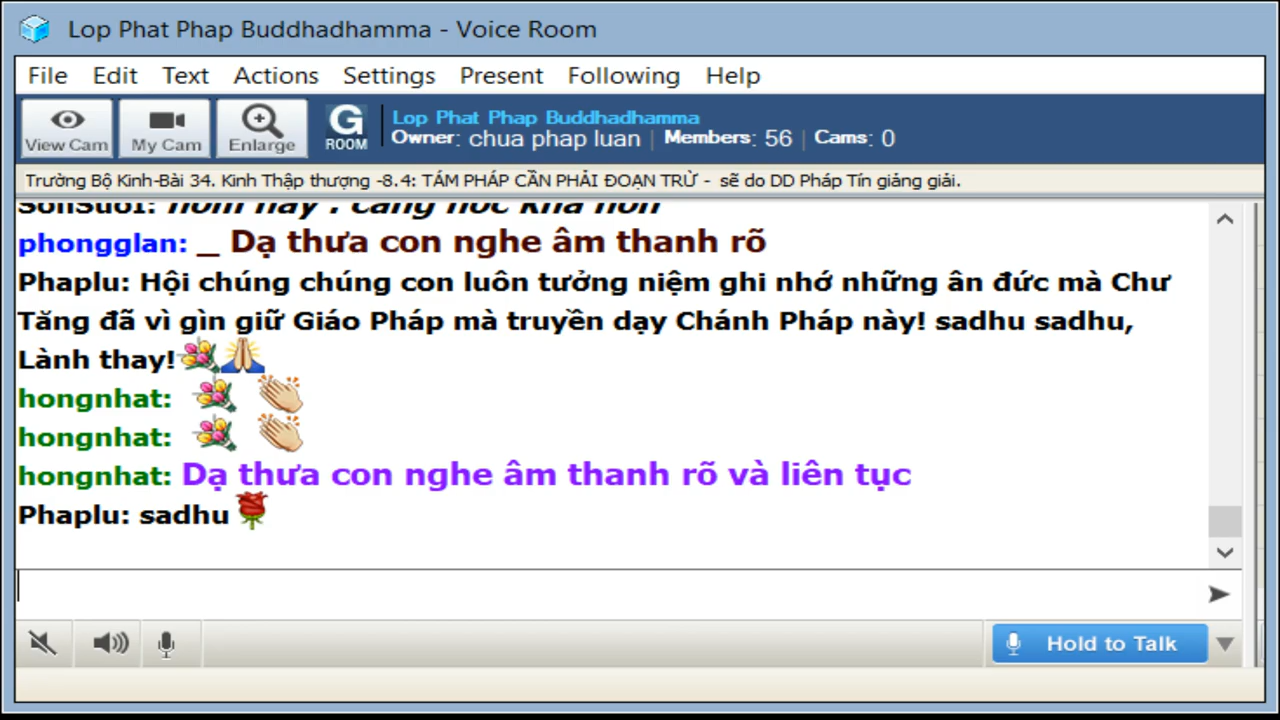 Lop Phat Phap Buddhadhamma - Voice Room
File Edit Text Actions Settings Present Following Help
View Cam My Cam Enlarge G ROOM
Lop Phat Phap Buddhadhamma
Owner: chua phap luan | Members: 56 | Cams: 0
Trường Bộ Kinh-Bài 34. Kinh Thập thượng -8.4: TÁM PHÁP CẦN PHẢI ĐOẠN TRỪ - sẽ do DD Pháp Tín giảng giải.
phongglan: _ Dạ thưa con nghe âm thanh rõ
Phaplu: Hội chúng chúng con luôn tưởng niệm ghi nhớ những ân đức mà Chư
Tăng đã vì gìn giữ Giáo Pháp mà truyền dạy Chánh Pháp này! sadhu sadhu,
Lành thay!
hongnhat:
hongnhat:
hongnhat: Dạ thưa con nghe âm thanh rõ và liên tục
Phaplu: sadhu
Hold to Talk